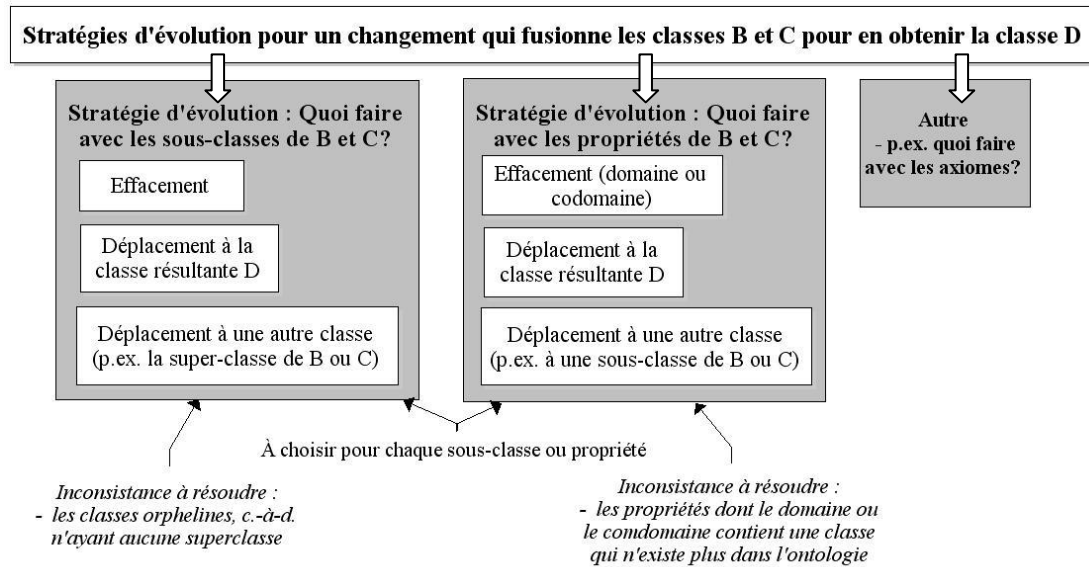 Stratégies d'évolution pour un changement qui fusionne les classes B et C pour en obtenir la classe D
Stratégie d'évolution : Quoi faire
avec les sous-classes de B et C?
Effacement
Déplacement à la
classe résultante D
Déplacement à une autre classe
(p.ex. la super-classe de B ou C)
Stratégie d'évolution : Quoi faire
avec les propriétés de B et C?
Effacement (domaine ou
codomaine)
Déplacement à la
classe résultante D
Déplacement à une autre classe
(p.ex. à une sous-classe de B ou C)
Autre
- p.ex. quoi faire
avec les axiomes?
À choisir pour chaque sous-classe ou propriété
Inconsistance à résoudre :
- les classes orphelines, c.-à-d.
n'ayant aucune superclasse
Inconsistance à résoudre :
- les propriétés dont le domaine ou
le comdomaine contient une classe
qui n'existe plus dans l'ontologie